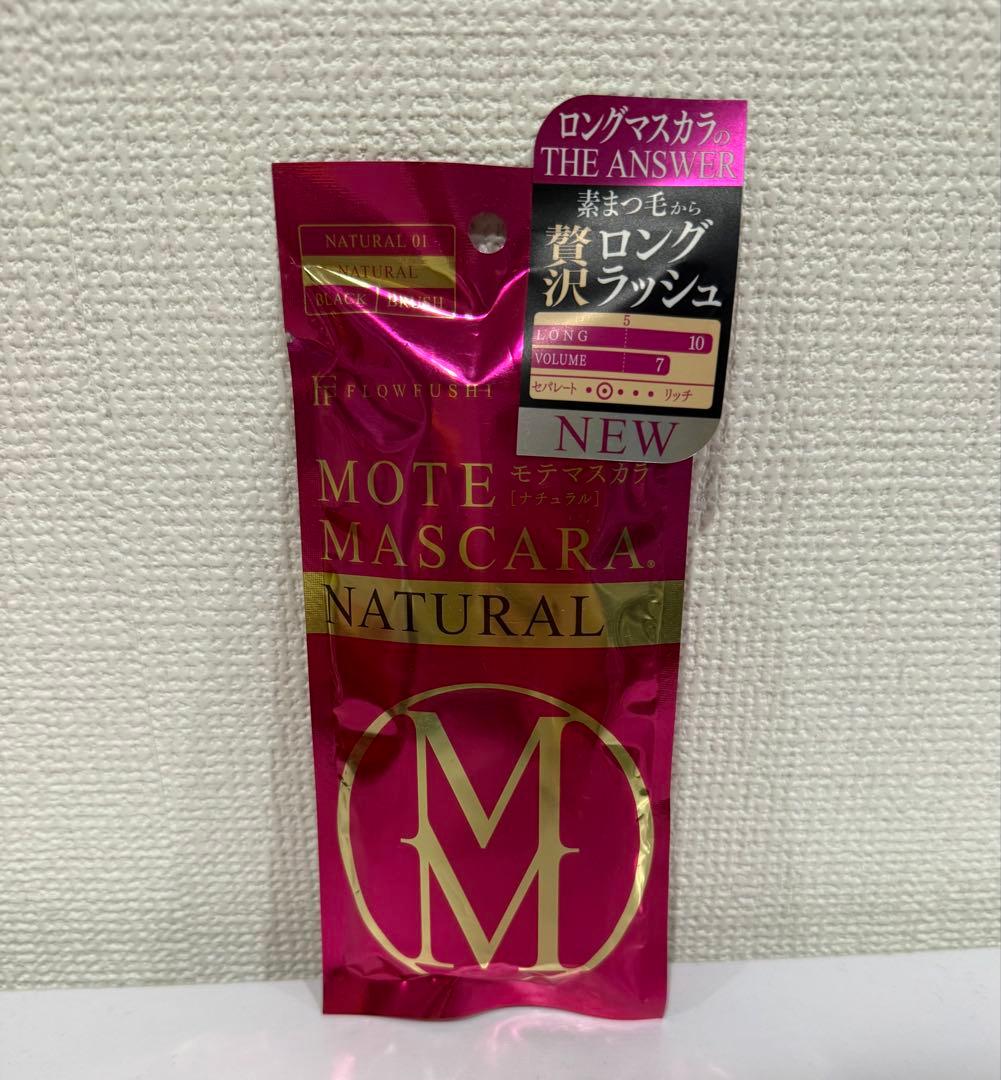 ロングマスカラの
THE ANSWER
素まつ毛から
贅沢 ロング
ラッシュ
5
LONG 10
VOLUME 7
セパレート リッチ
NEW
NATURAL 01
NATURAL
BLACK BRUSH
FF FLOWFUSHI
MOTE モテマスカラ
[ナチュラル]
MASCARA®
NATURAL
M
M